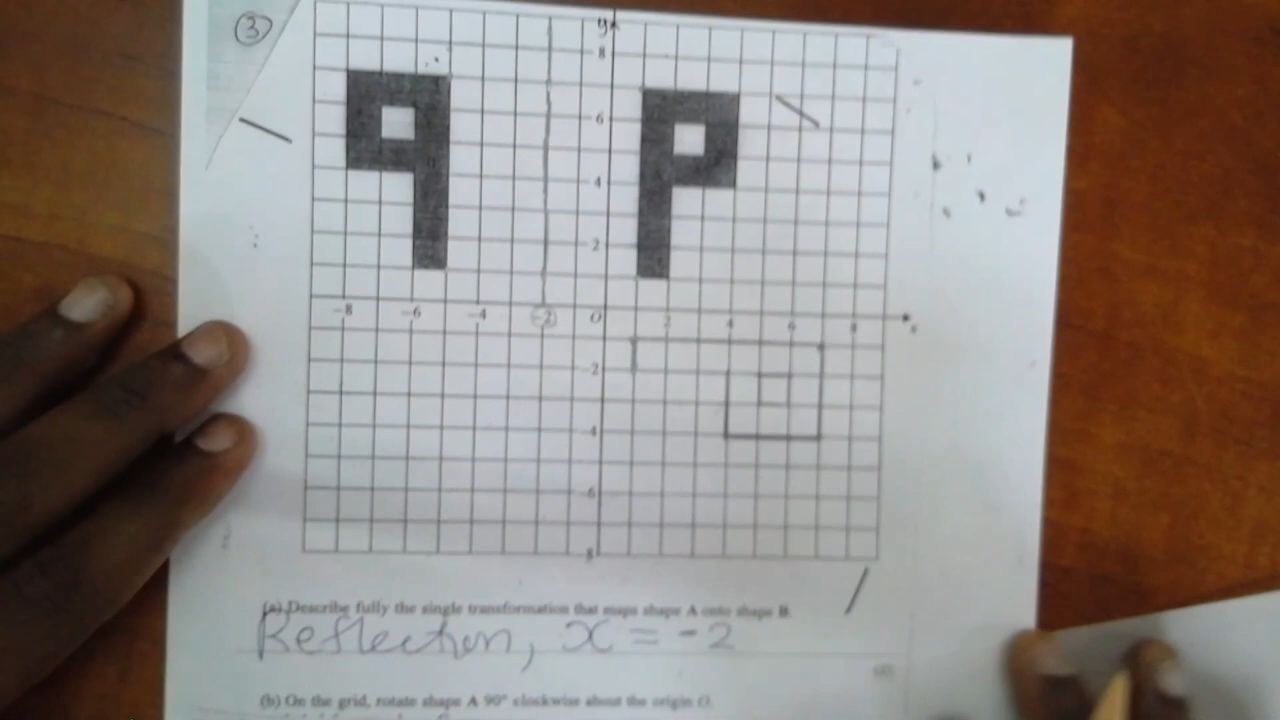 3
y
8
6
4
2
-8 -6 -4 -2 O 2 4 6 8 x
-2
-4
-6
8
(a) Describe fully the single transformation that maps shape A onto shape B.
Reflection, x = -2
(b) On the grid, rotate shape A 90° clockwise about the origin O.